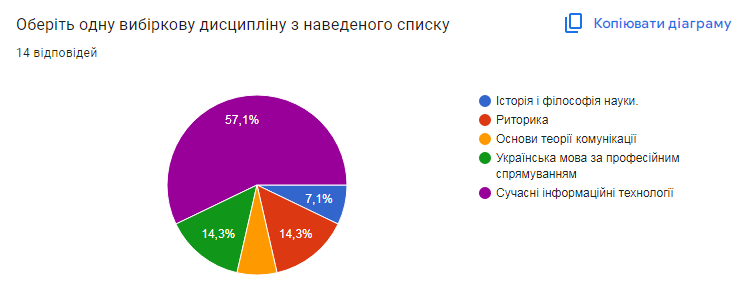 Оберіть одну вибіркову дисципліну з наведеного списку
Копіювати діаграму
14 відповідей
57,1%
7,1%
14,3%
14,3%
Історія і філософія науки.
Риторика
Основи теорії комунікації
Українська мова за професійним
спрямуванням
Сучасні інформаційні технології